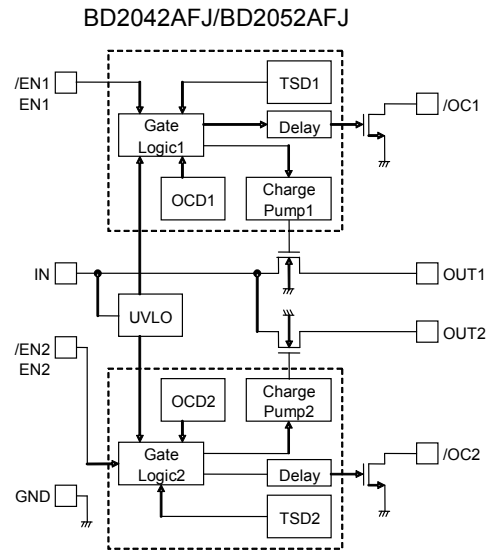 BD2042AFJ/BD2052AFJ
/EN1
EN1
TSD1
/OC1
Gate
Logic1
Delay
OCD1
Charge
Pump1
IN
OUT1
UVLO
OUT2
/EN2
EN2
OCD2
Charge
Pump2
Gate
Logic2
/OC2
Delay
GND
TSD2